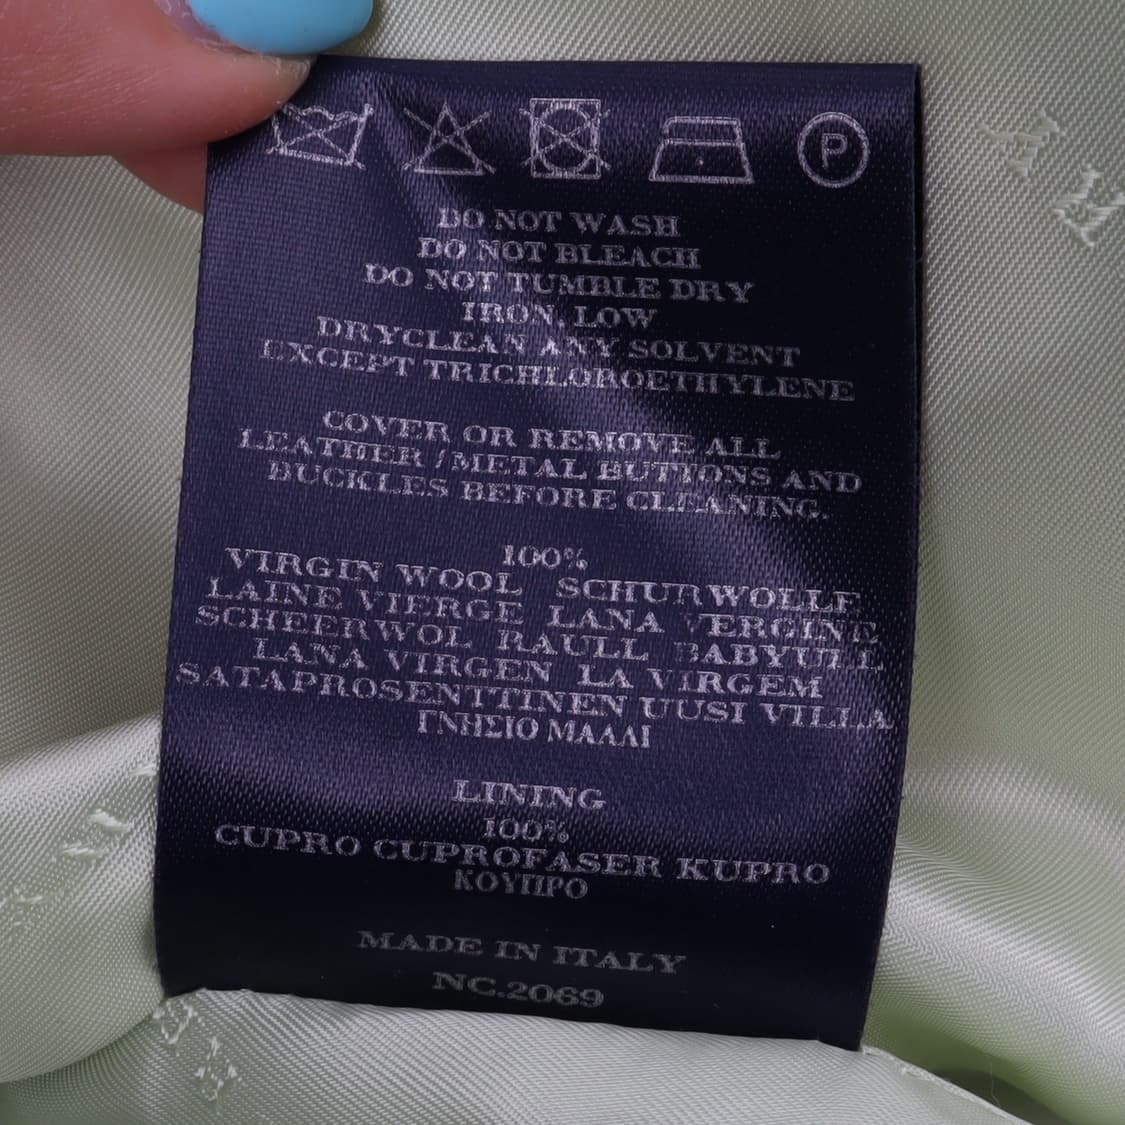 P
DO NOT WASH
DO NOT BLEACH
DO NOT TUMBLE DRY
IRON, LOW
DRYCLEAN ANY SOLVENT
EXCEPT TRICHLOROETHYLENE
COVER OR REMOVE ALL
LEATHER / METAL BUTTONS AND
BUCKLES BEFORE CLEANING.
100%
VIRGIN WOOL SCHURWOLLE
LAINE VIERGE LANA VERGINE
SCHEERWOL RAULL BABYULL
LANA VIRGEN LA VIRGEM
SATAPROSENTTINEN UUSI VILLA
ΓΝΗΣΙΟ ΜΑΛΛΙ
LINING
100%
CUPRO CUPROFASER KUPRO
ΚΟΥΠΡΟ
MADE IN ITALY
NC.2069